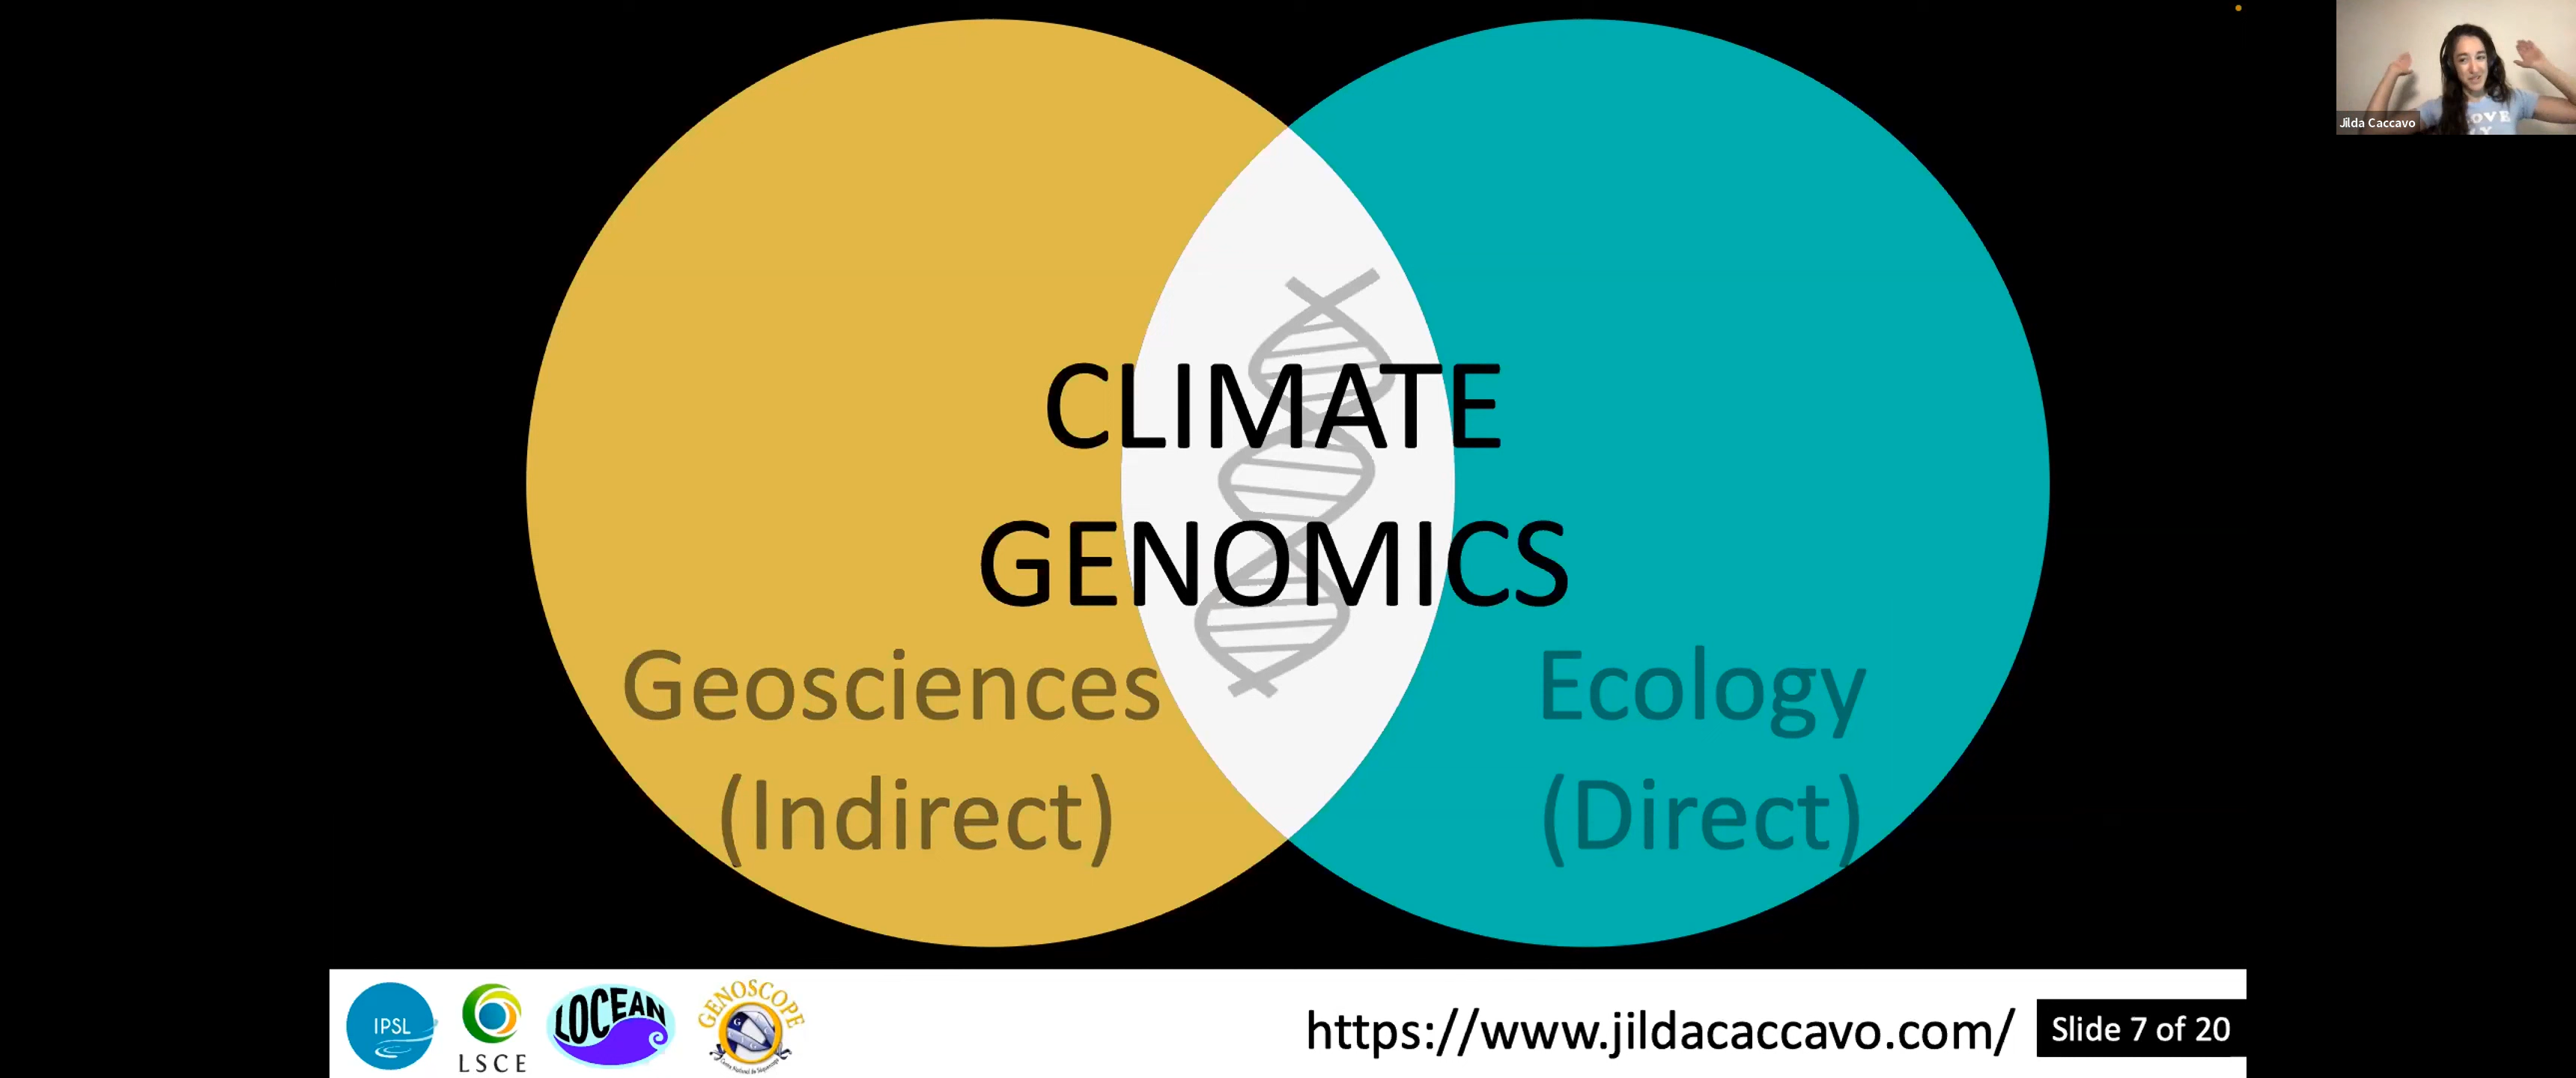 Jilda Caccavo
CLIMATE
GENOMICS
Geosciences
(Indirect)
Ecology
(Direct)
IPSL
LSCE
LOCEAN
GENOSCOPE
https://www.jildacaccavo.com/
Slide 7 of 20